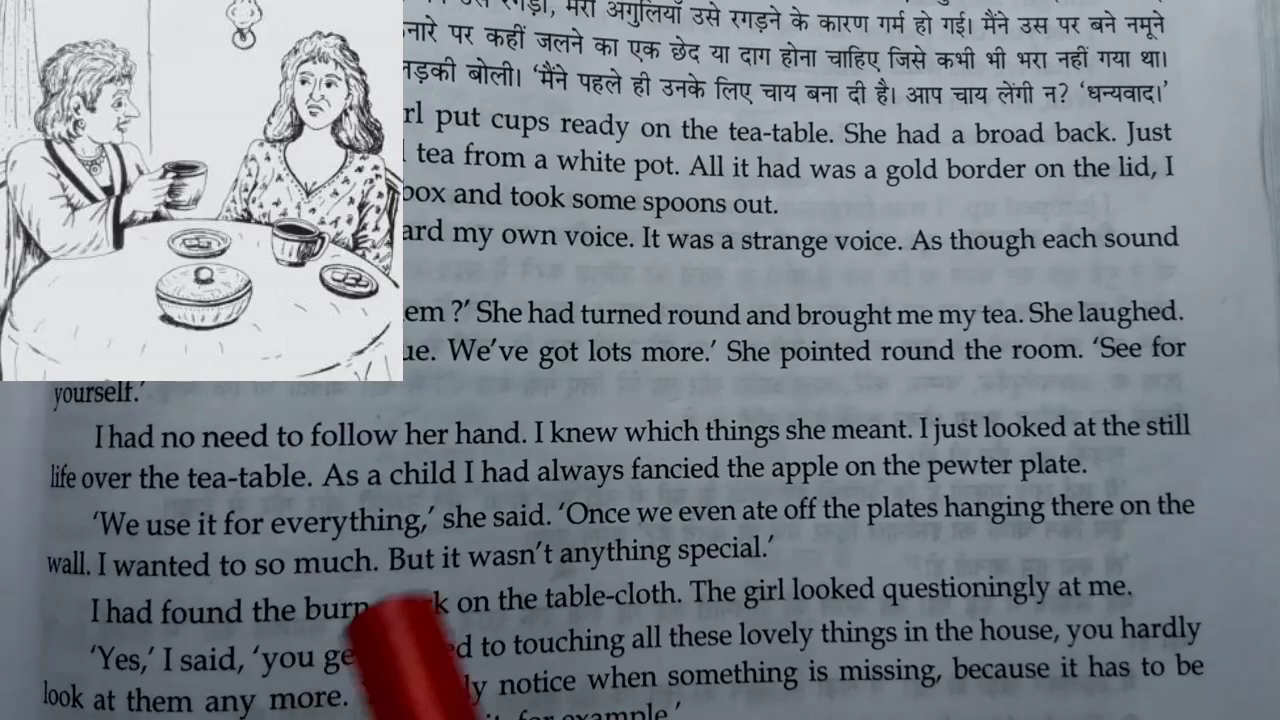 रगड़ा, मेरी अंगुलियाँ उसे रगड़ने के कारण गर्म हो गई। मैंने उस पर बने नमूने
पर कहीं जलने का एक छेद या दाग होना चाहिए जिसे कभी भी भरा नहीं गया था।
बोली। ‘मैंने पहले ही उनके लिए चाय बना दी है। आप चाय लेंगी न? ‘धन्यवाद।’
put cups ready on the tea-table. She had a broad back. Just
tea from a white pot. All it had was a gold border on the lid, I
box and took some spoons out.
my own voice. It was a strange voice. As though each sound
?’ She had turned round and brought me my tea. She laughed.
We’ve got lots more.’ She pointed round the room. ‘See for
yourself.’
I had no need to follow her hand. I knew which things she meant. I just looked at the still
life over the tea-table. As a child I had always fancied the apple on the pewter plate.
‘We use it for everything,’ she said. ‘Once we even ate off the plates hanging there on the
wall. I wanted to so much. But it wasn’t anything special.’
I had found the burn on the table-cloth. The girl looked questioningly at me.
‘Yes,’ I said, ‘you to touching all these lovely things in the house, you hardly
look at them any more. notice when something is missing, because it has to be
for example.’